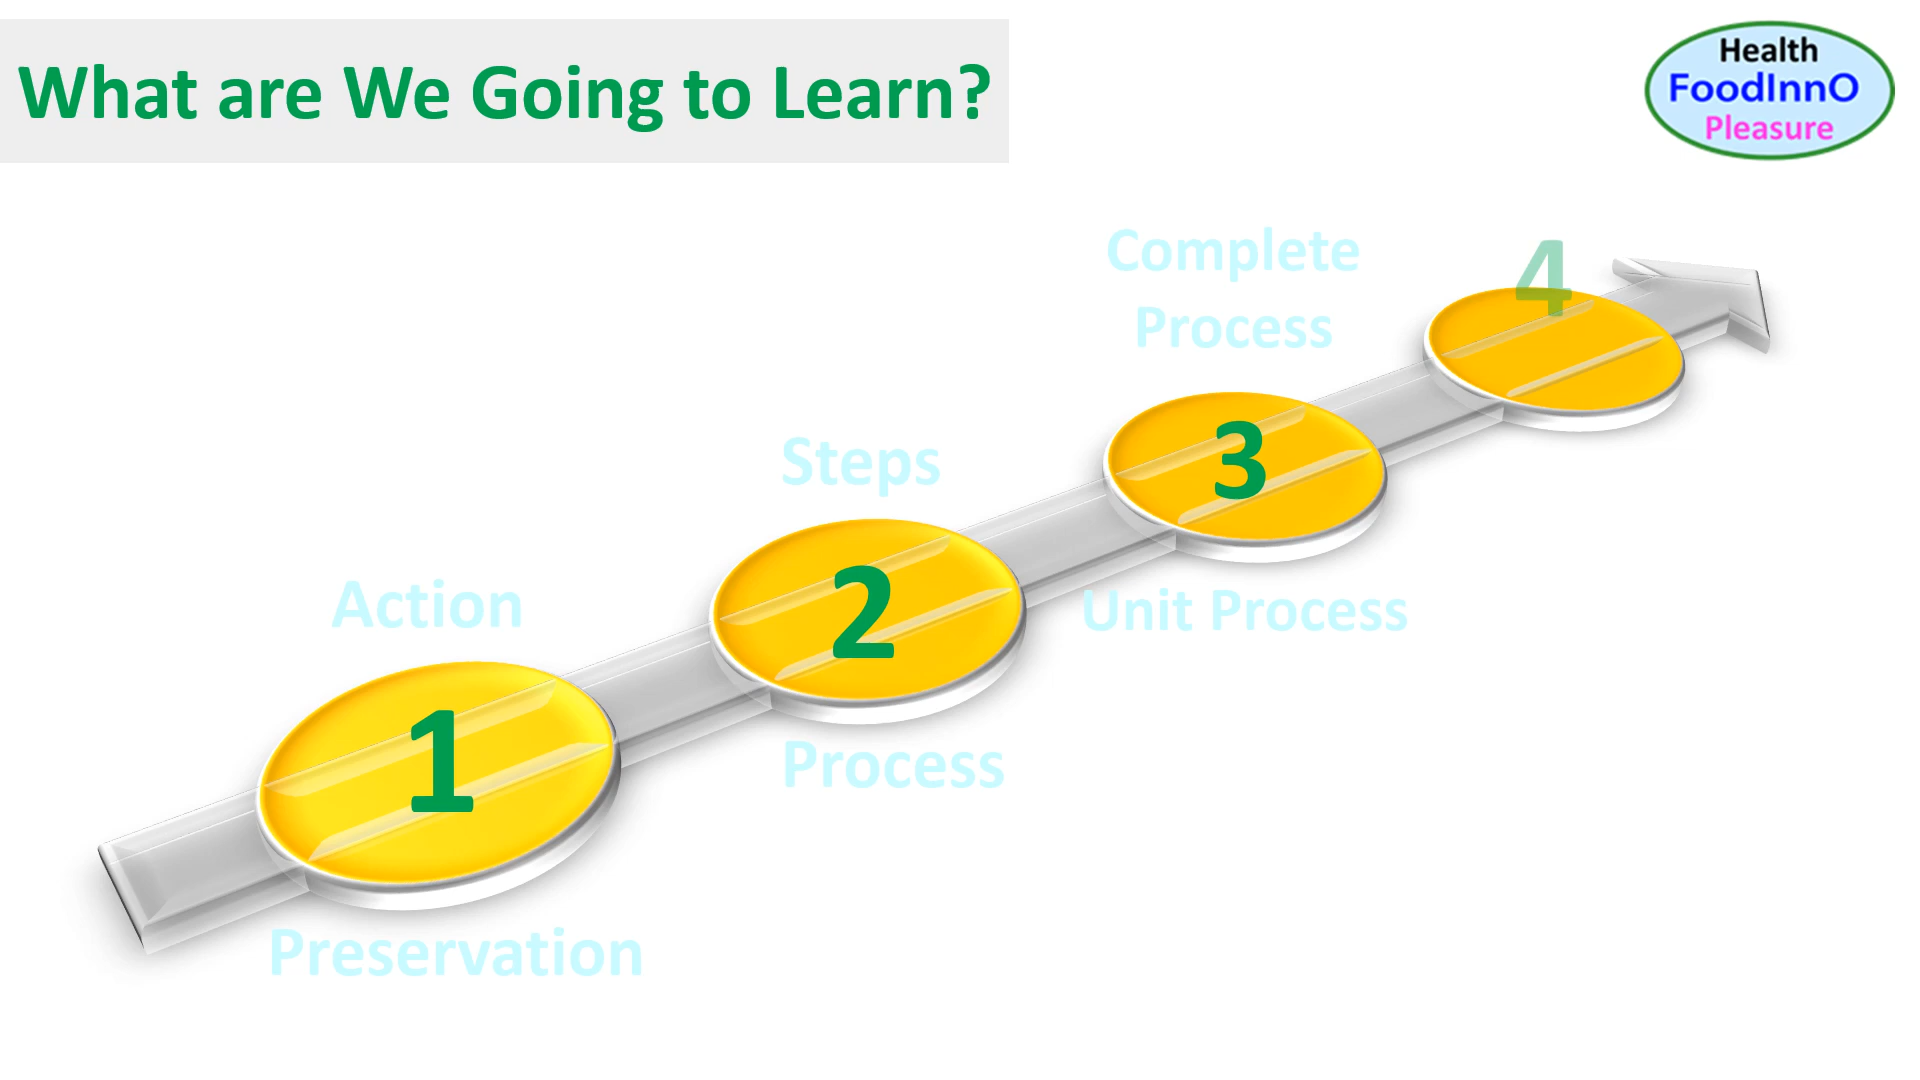 What are We Going to Learn?
Health
FoodInnO
Pleasure
Action
1
Preservation
Steps
2
Process
Complete
Process
3
Unit Process
4